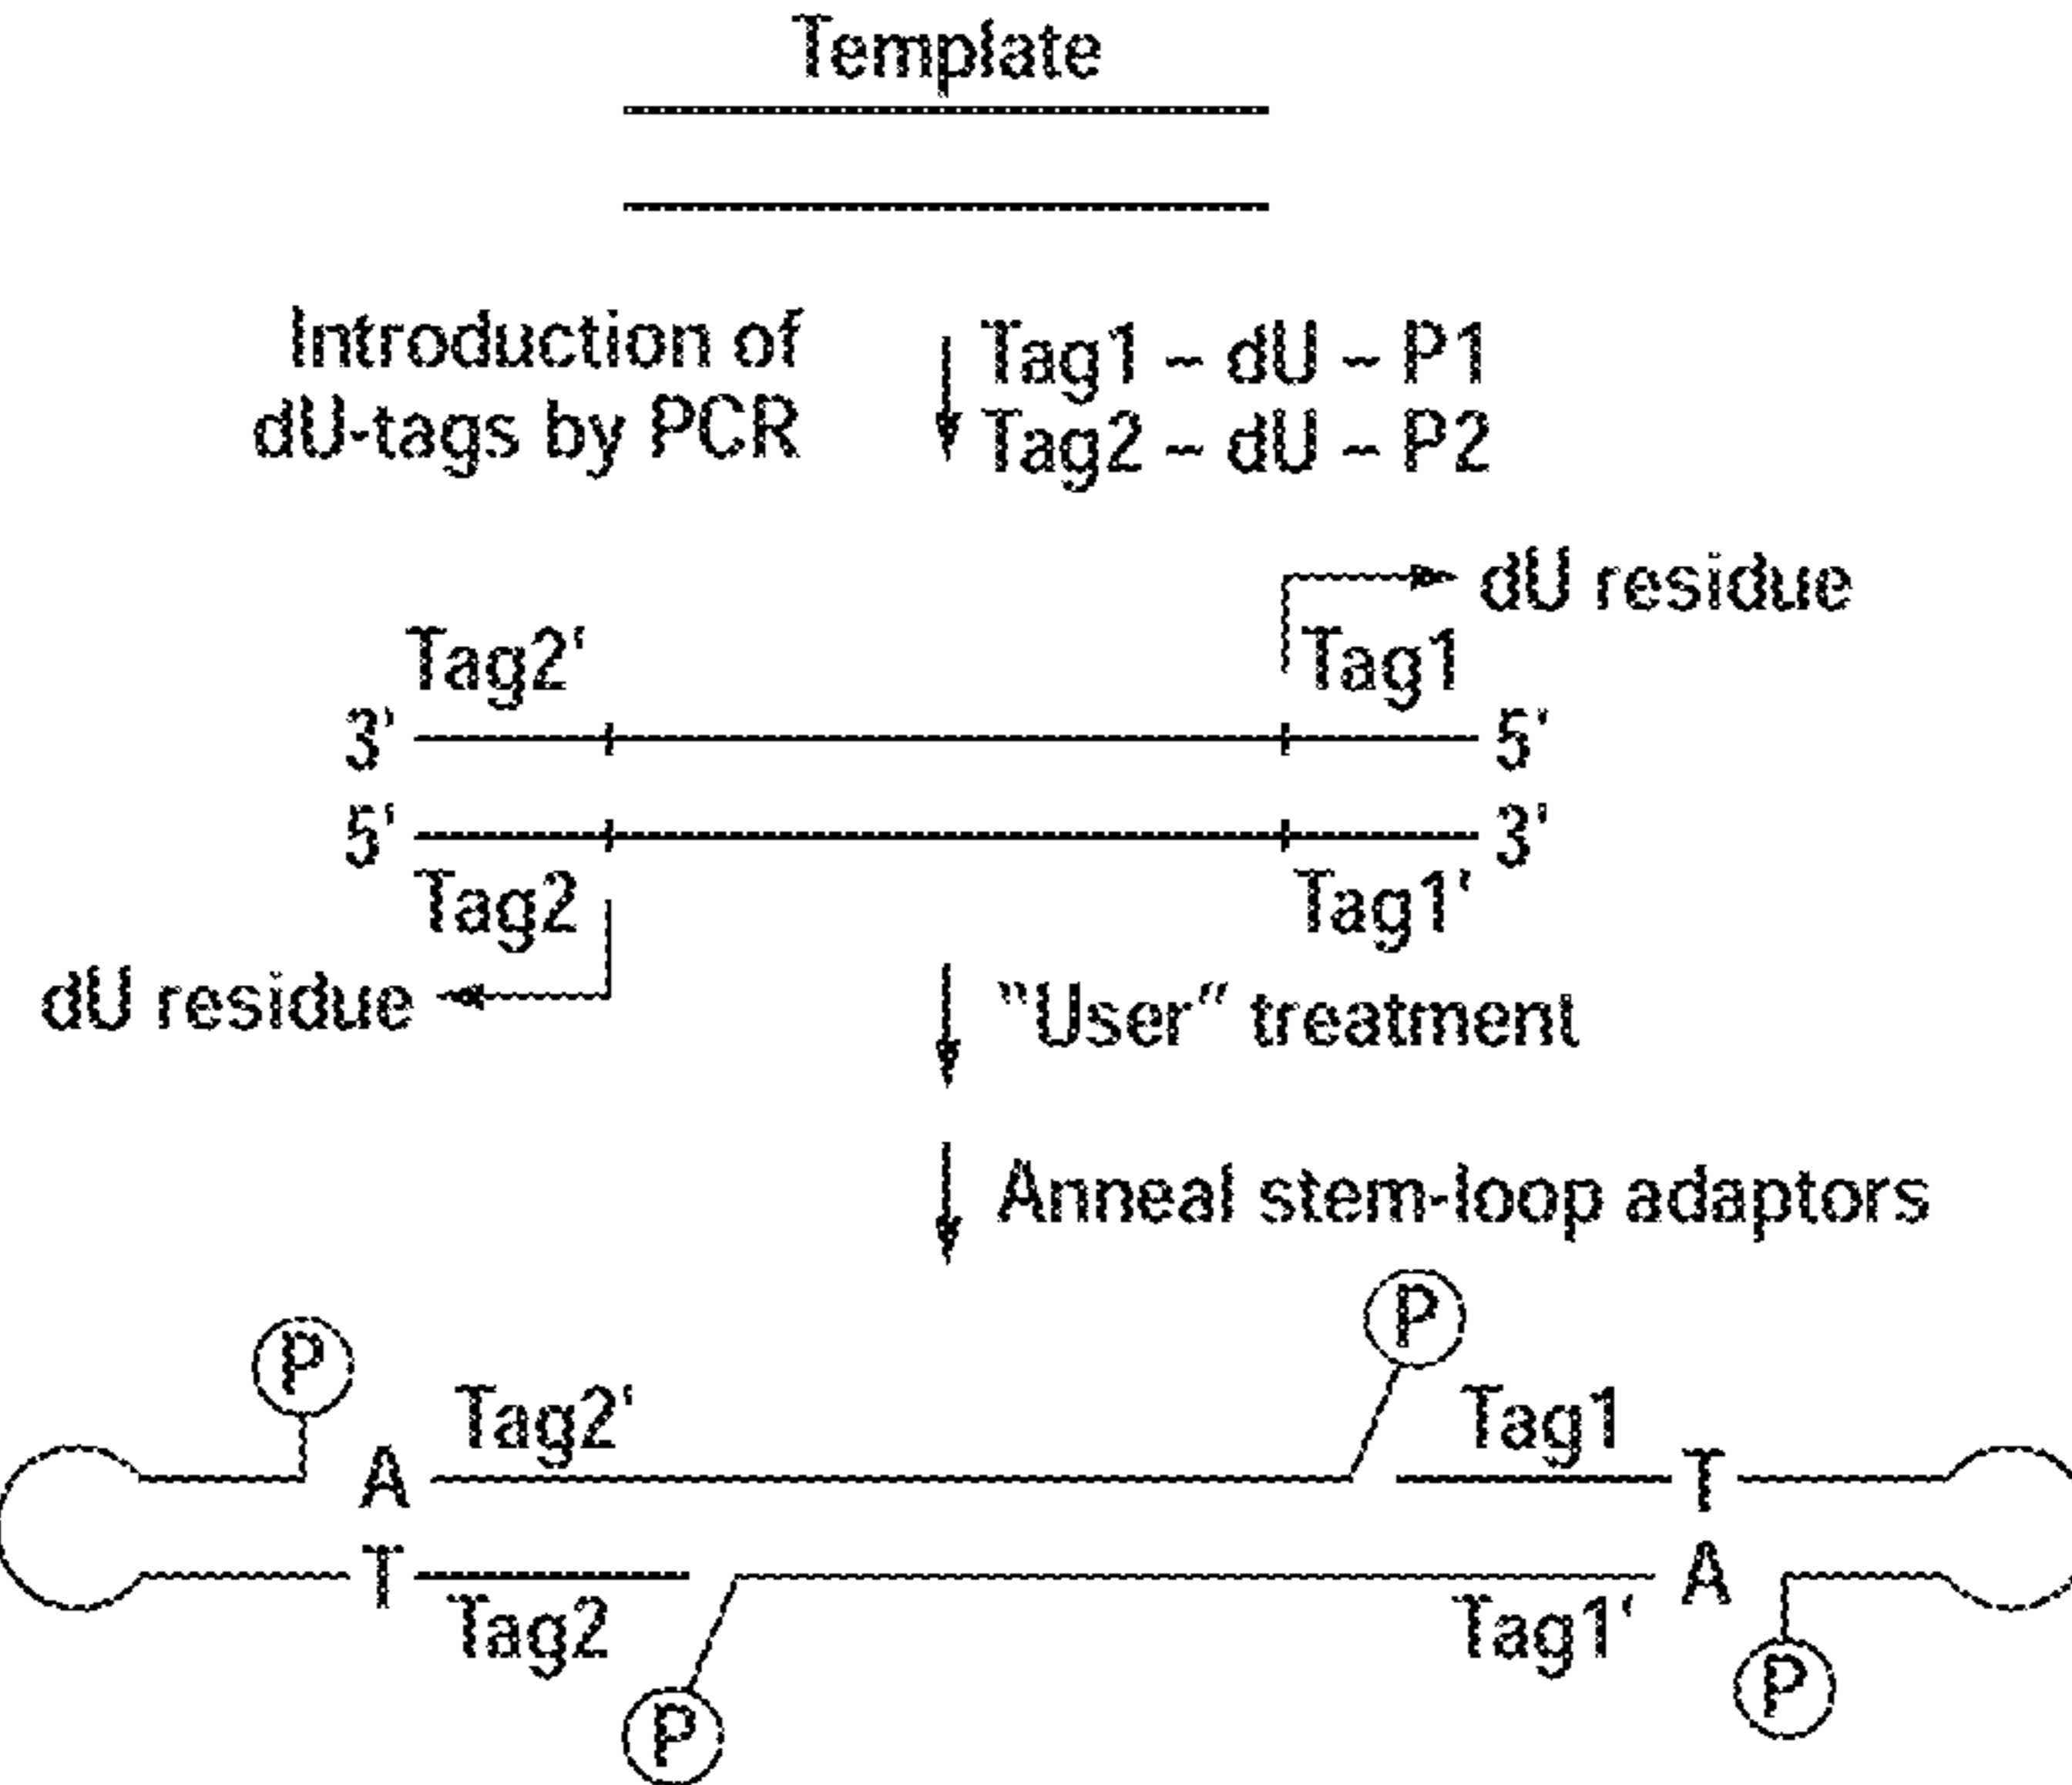 Template
Introduction of
dU-tags by PCR
Tag1 - dU - P1
Tag2 - dU - P2
dU residue
Tag2' Tag1
3' 5'
5' 3'
Tag2 Tag1'
dU residue
"User" treatment
Anneal stem-loop adaptors
P
P
Tag2' Tag1
A T
T A
Tag2 Tag1'
P
P